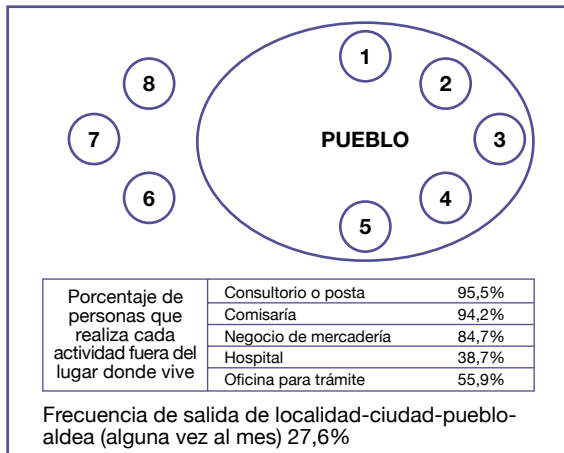 1
8
2
7
PUEBLO
3
6
4
5
Porcentaje de
personas que
realiza cada
actividad fuera del
lugar donde vive
Consultorio o posta 95,5%
Comisaría 94,2%
Negocio de mercadería 84,7%
Hospital 38,7%
Oficina para trámite 55,9%
Frecuencia de salida de localidad-ciudad-pueblo-
aldea (alguna vez al mes) 27,6%